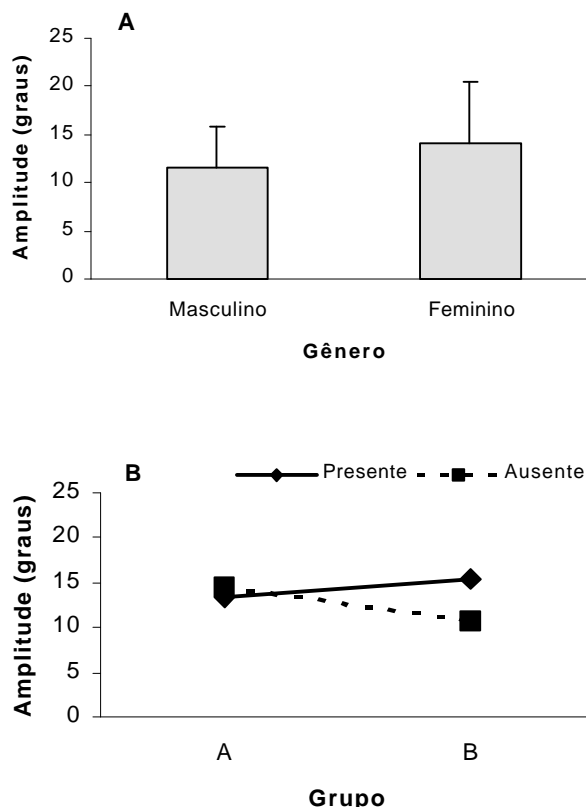 A
Amplitude (graus)
25
20
15
10
5
0
Masculino Feminino
Gênero
B Presente Ausente
Amplitude (graus)
25
20
15
10
5
0
A B
Grupo